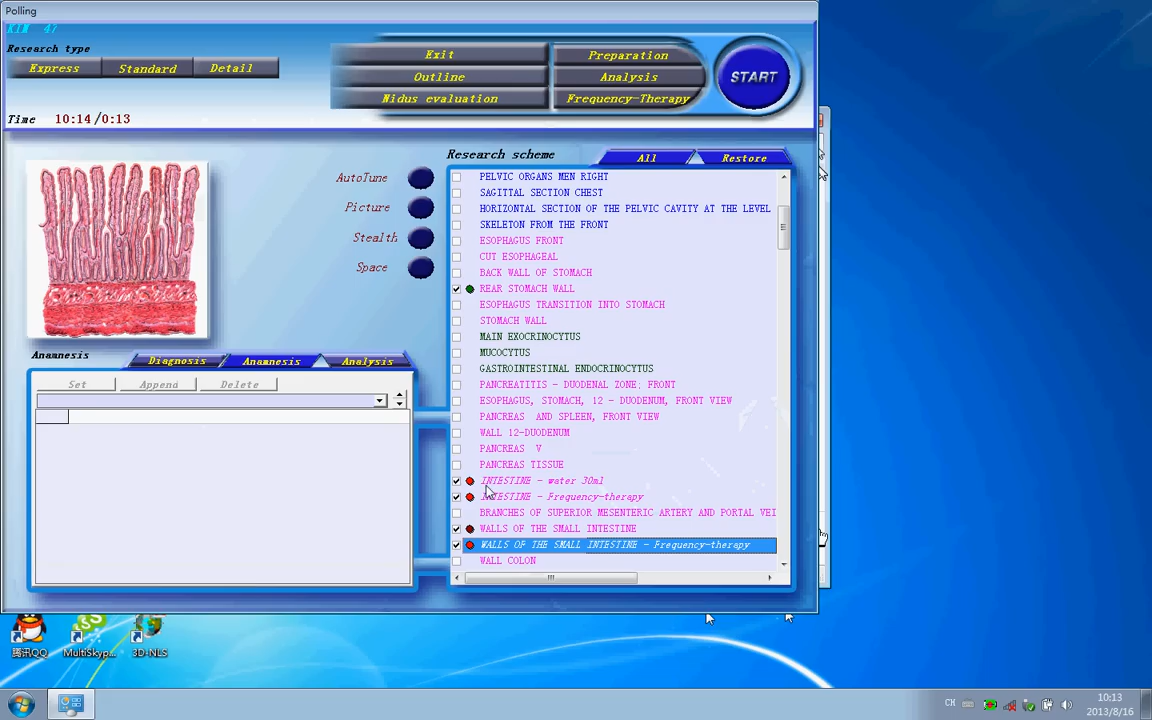 Polling
KIM 47
Research type
Express Standard Detail
Exit
Outline
Nidus evaluation
Preparation
Analysis
Frequency-Therapy
START
Time 10:14/0:13
AutoTune
Picture
Stealth
Space
Research scheme
All Restore
PELVIC ORGANS MEN RIGHT
SAGITTAL SECTION CHEST
HORIZONTAL SECTION OF THE PELVIC CAVITY AT THE LEVEL
SKELETON FROM THE FRONT
ESOPHAGUS FRONT
CUT ESOPHAGEAL
BACK WALL OF STOMACH
REAR STOMACH WALL
ESOPHAGUS TRANSITION INTO STOMACH
STOMACH WALL
MAIN EXOCRINOCYTUS
MUCOCYTUS
GASTROINTESTINAL ENDOCRINOCYTUS
PANCREATITIS - DUODENAL ZONE; FRONT
ESOPHAGUS, STOMACH, 12 - DUODENUM, FRONT VIEW
PANCREAS AND SPLEEN, FRONT VIEW
WALL 12-DUODENUM
PANCREAS V
PANCREAS TISSUE
INTESTINE - water 30ml
INTESTINE - Frequency-therapy
BRANCHES OF SUPERIOR MESENTERIC ARTERY AND PORTAL VEI
WALLS OF THE SMALL INTESTINE
WALLS OF THE SMALL INTESTINE - Frequency-therapy
WALL COLON
Anamnesis
Diagnosis Anamnesis Analysis
Set Append Delete
腾讯QQ
MultiSkyp...
3D-NLS
CH
10:13
2013/8/16